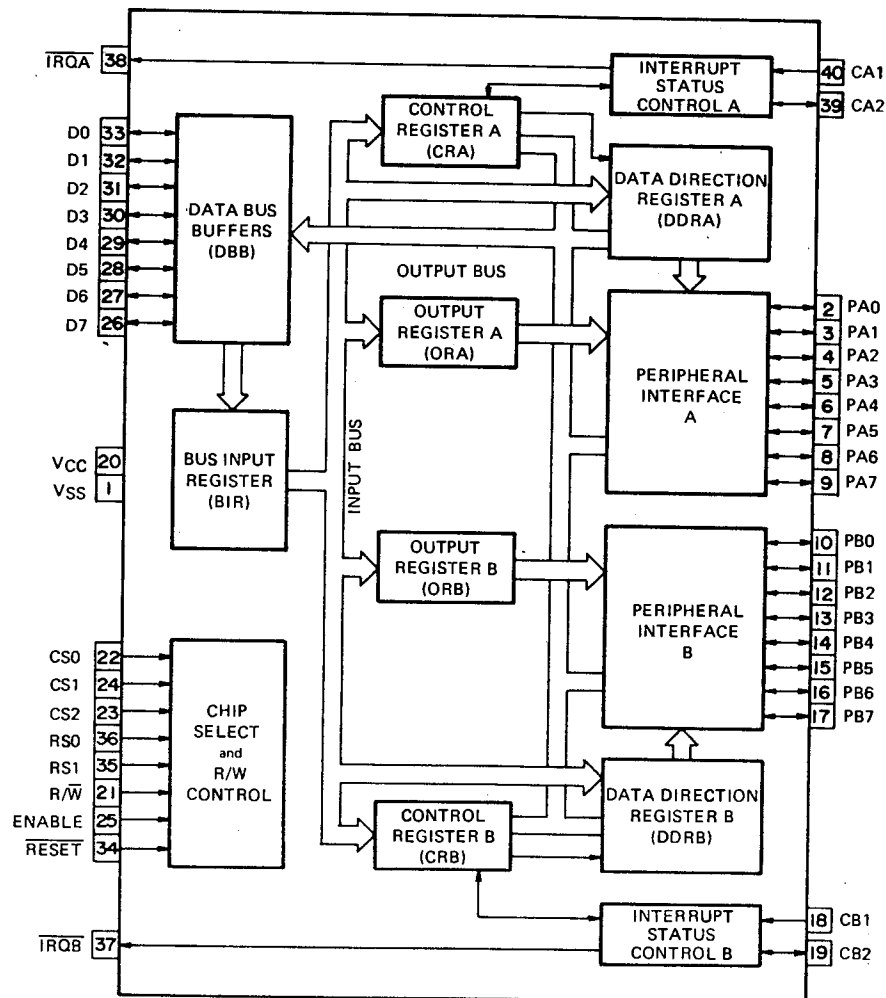 IRQA 38
INTERRUPT
STATUS
CONTROL A
40 CA1
39 CA2
CONTROL
REGISTER A
(CRA)
D0 33
D1 32
D2 31
D3 30
D4 29
D5 28
D6 27
D7 26
DATA BUS
BUFFERS
(DBB)
DATA DIRECTION
REGISTER A
(DDRA)
OUTPUT BUS
OUTPUT
REGISTER A
(ORA)
PERIPHERAL
INTERFACE
A
2 PA0
3 PA1
4 PA2
5 PA3
6 PA4
7 PA5
8 PA6
9 PA7
VCC 20
VSS 1
BUS INPUT
REGISTER
(BIR)
INPUT BUS
OUTPUT
REGISTER B
(ORB)
PERIPHERAL
INTERFACE
B
10 PB0
11 PB1
12 PB2
13 PB3
14 PB4
15 PB5
16 PB6
17 PB7
CS0 22
CS1 24
CS2 23
RS0 36
RS1 35
R/W 21
ENABLE 25
RESET 34
CHIP
SELECT
and
R/W
CONTROL
CONTROL
REGISTER B
(CRB)
DATA DIRECTION
REGISTER B
(DDRB)
IRQB 37
INTERRUPT
STATUS
CONTROL B
18 CB1
19 CB2